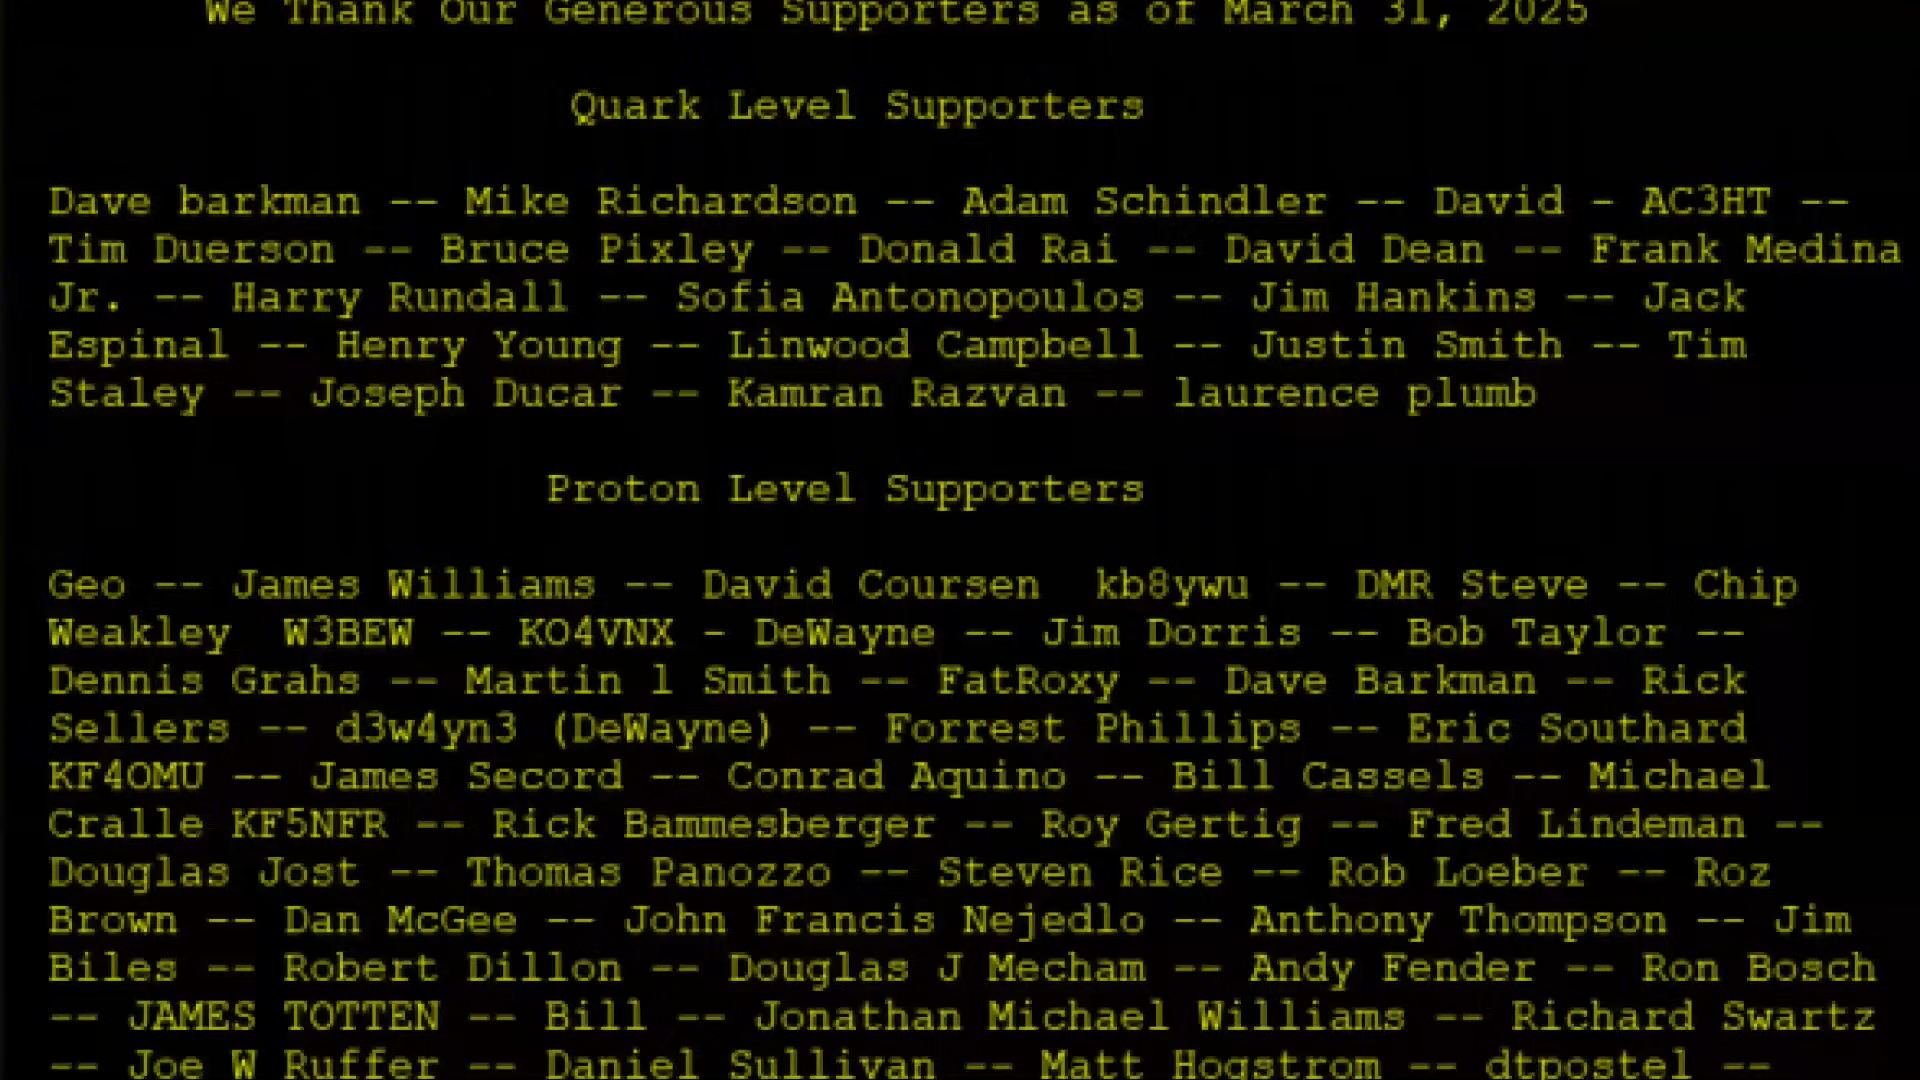 We Thank Our Generous Supporters as of March 31, 2025
Quark Level Supporters
Dave barkman -- Mike Richardson -- Adam Schindler -- David - AC3HT --
Tim Duerson -- Bruce Pixley -- Donald Rai -- David Dean -- Frank Medina
Jr. -- Harry Rundall -- Sofia Antonopoulos -- Jim Hankins -- Jack
Espinal -- Henry Young -- Linwood Campbell -- Justin Smith -- Tim
Staley -- Joseph Ducar -- Kamran Razvan -- laurence plumb
Proton Level Supporters
Geo -- James Williams -- David Coursen  kb8ywu -- DMR Steve -- Chip
Weakley  W3BEW -- KO4VNX - DeWayne -- Jim Dorris -- Bob Taylor --
Dennis Grahs -- Martin l Smith -- FatRoxy -- Dave Barkman -- Rick
Sellers -- d3w4yn3 (DeWayne) -- Forrest Phillips -- Eric Southard
KF4OMU -- James Secord -- Conrad Aquino -- Bill Cassels -- Michael
Cralle KF5NFR -- Rick Bammesberger -- Roy Gertig -- Fred Lindeman --
Douglas Jost -- Thomas Panozzo -- Steven Rice -- Rob Loeber -- Roz
Brown -- Dan McGee -- John Francis Nejedlo -- Anthony Thompson -- Jim
Biles -- Robert Dillon -- Douglas J Mecham -- Andy Fender -- Ron Bosch
-- JAMES TOTTEN -- Bill -- Jonathan Michael Williams -- Richard Swartz
-- Joe W Ruffer -- Daniel Sullivan -- Matt Hogstrom -- dtpostel --